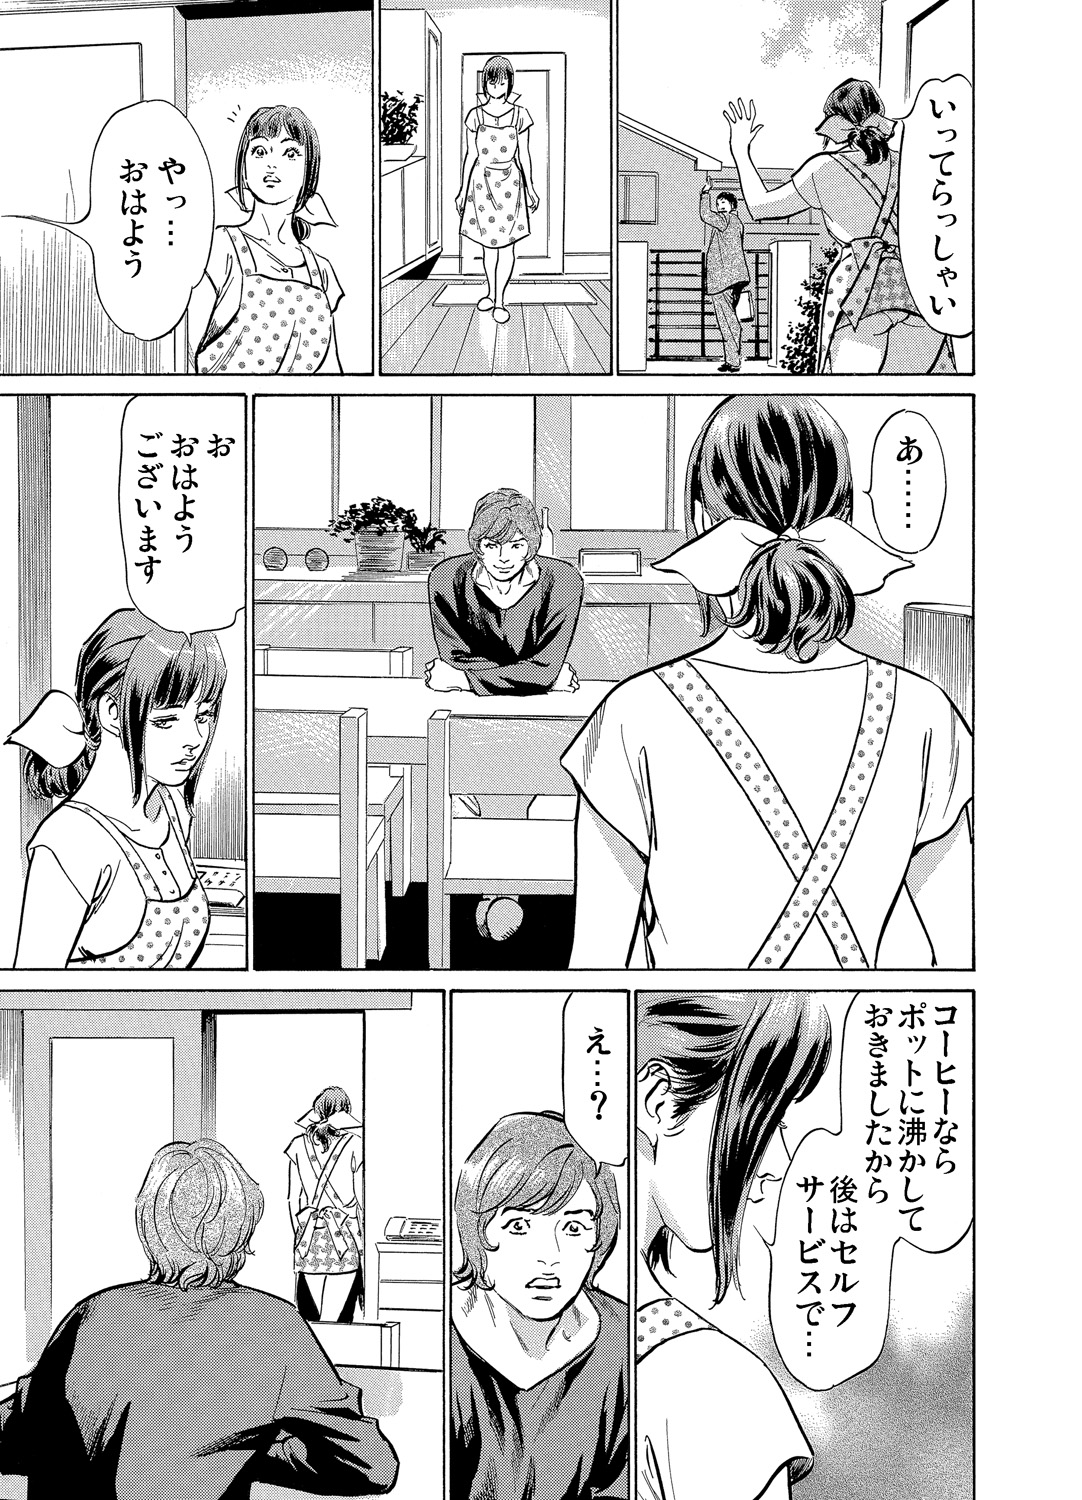 いってらっしゃい
やっ…
おはよう
あ……
お
おはよう
ございます
コーヒーなら
ポットに沸かして
おきましたから
後はセルフ
サービスで…
え…?